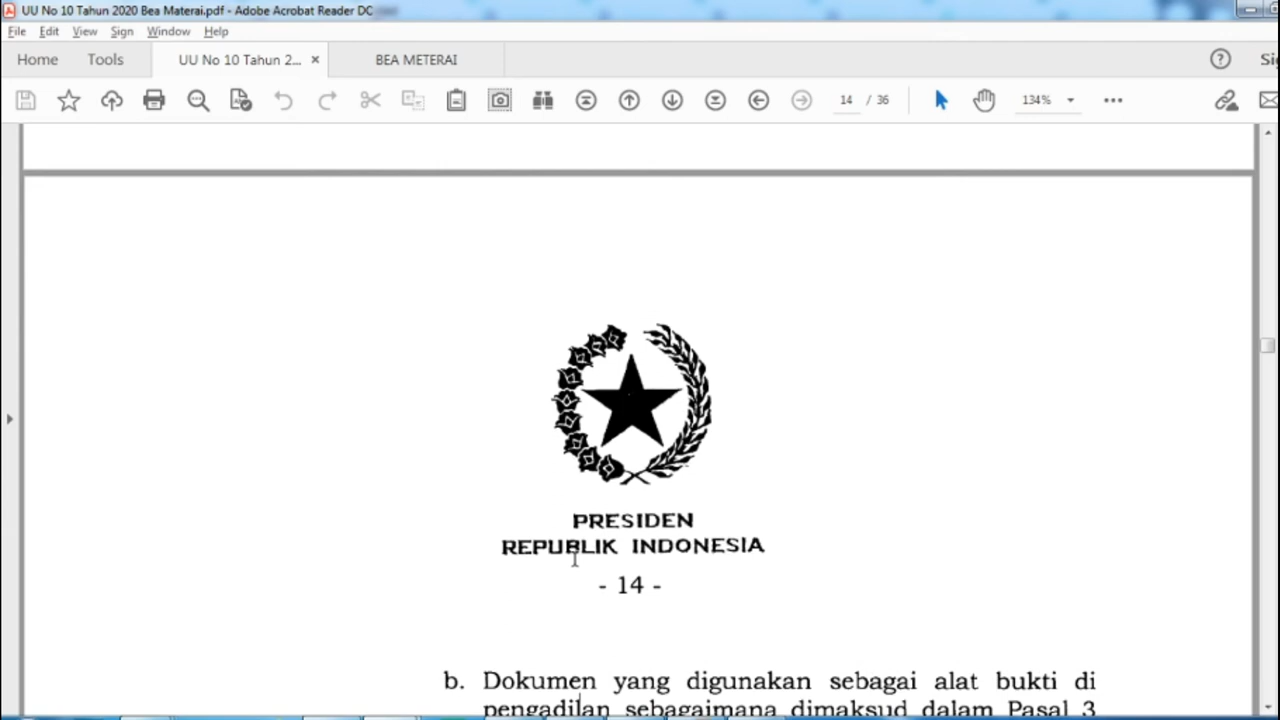 UU No 10 Tahun 2020 Bea Materai.pdf - Adobe Acrobat Reader DC
File Edit View Sign Window Help
Home Tools UU No 10 Tahun 2... × BEA METERAI
14 / 36 134%
PRESIDEN
REPUBLIK INDONESIA
- 14 -
b. Dokumen yang digunakan sebagai alat bukti di
pengadilan sebagaimana dimaksud dalam Pasal 3